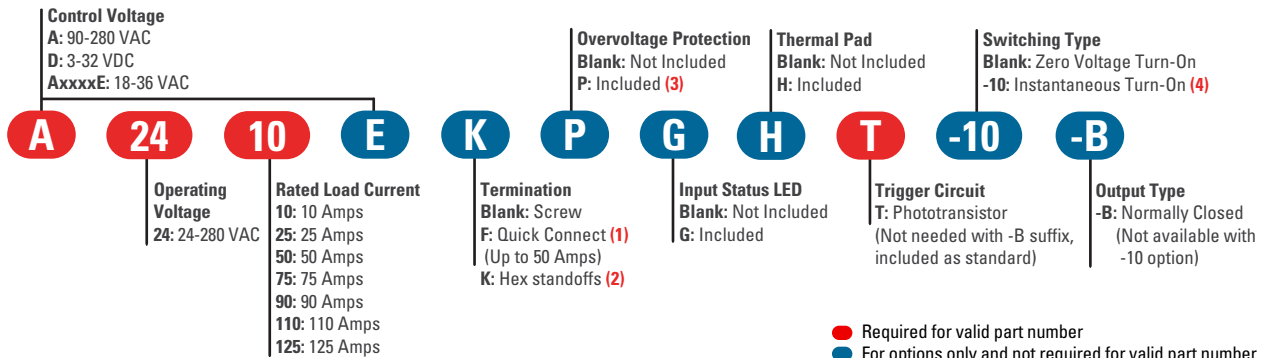 Control Voltage
A: 90-280 VAC
D: 3-32 VDC
AxxxxE: 18-36 VAC
Overvoltage Protection
Blank: Not Included
P: Included (3)
Thermal Pad
Blank: Not Included
H: Included
Switching Type
Blank: Zero Voltage Turn-On
-10: Instantaneous Turn-On (4)
A 24 10 E K P G H T -10 -B
Operating
Voltage
24: 24-280 VAC
Rated Load Current
10: 10 Amps
25: 25 Amps
50: 50 Amps
75: 75 Amps
90: 90 Amps
110: 110 Amps
125: 125 Amps
Termination
Blank: Screw
F: Quick Connect (1)
(Up to 50 Amps)
K: Hex standoffs (2)
Input Status LED
Blank: Not Included
G: Included
Trigger Circuit
T: Phototransistor
(Not needed with -B suffix,
included as standard)
Output Type
-B: Normally Closed
(Not available with
-10 option)
Required for valid part number
For options only and not required for valid part number